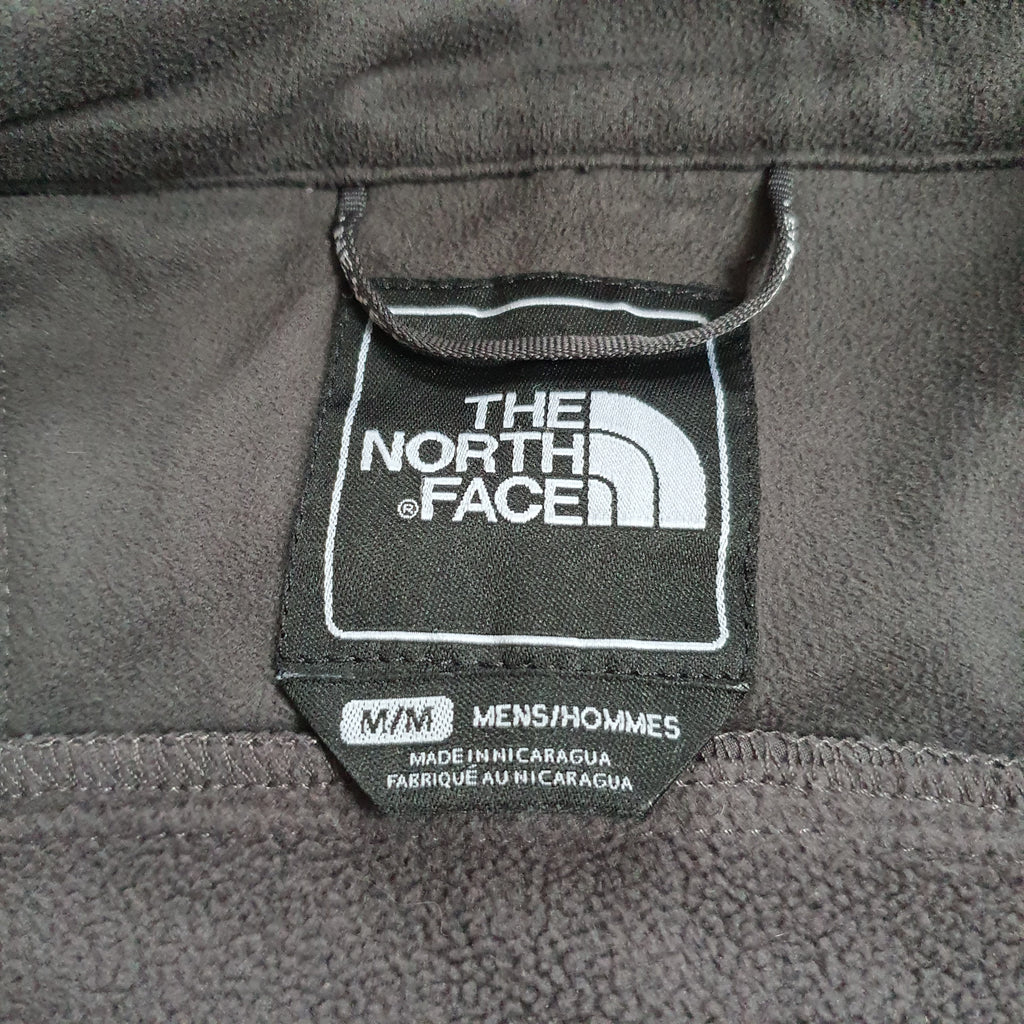 THE
NORTH
®FACE
M/M MENS/HOMMES
MADE IN NICARAGUA
FABRIQUÉ AU NICARAGUA